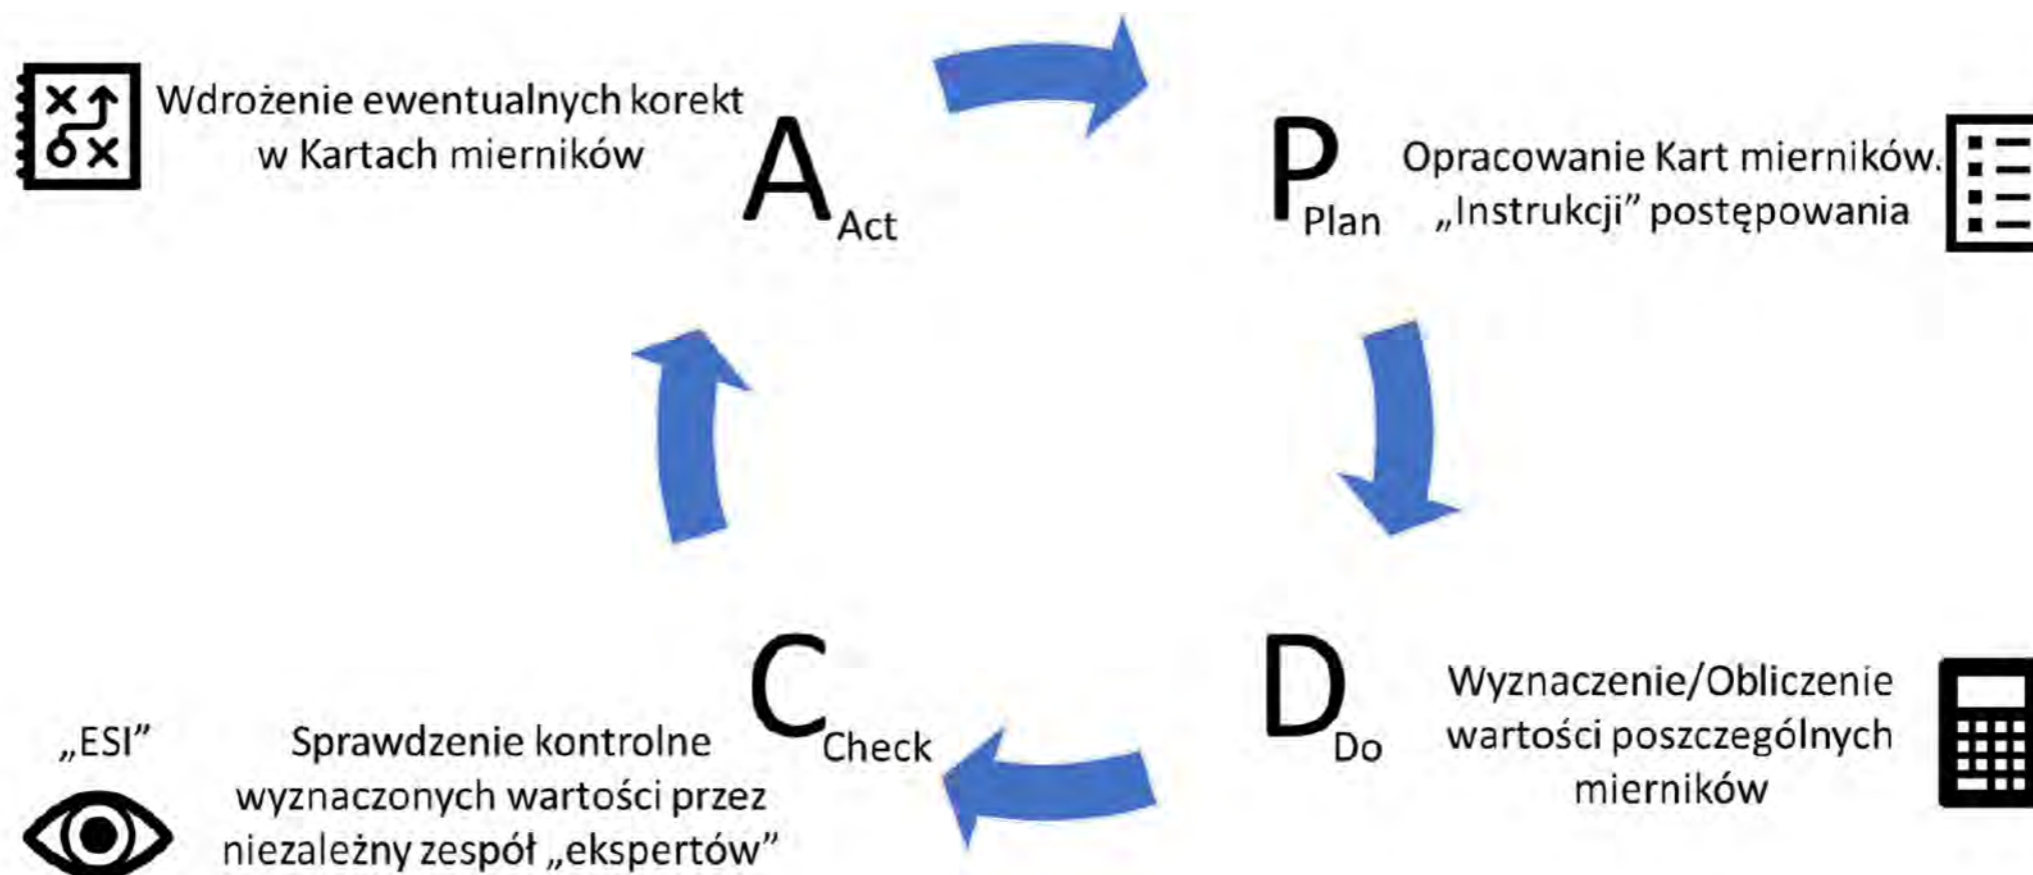 Wdrożenie ewentualnych korekt
w Kartach mierników
A
Act
P
Plan
Opracowanie Kart mierników.
„Instrukcji” postępowania
D
Do
Wyznaczenie/Obliczenie
wartości poszczególnych
mierników
C
Check
„ESI”
Sprawdzenie kontrolne
wyznaczonych wartości przez
niezależny zespół „ekspertów”